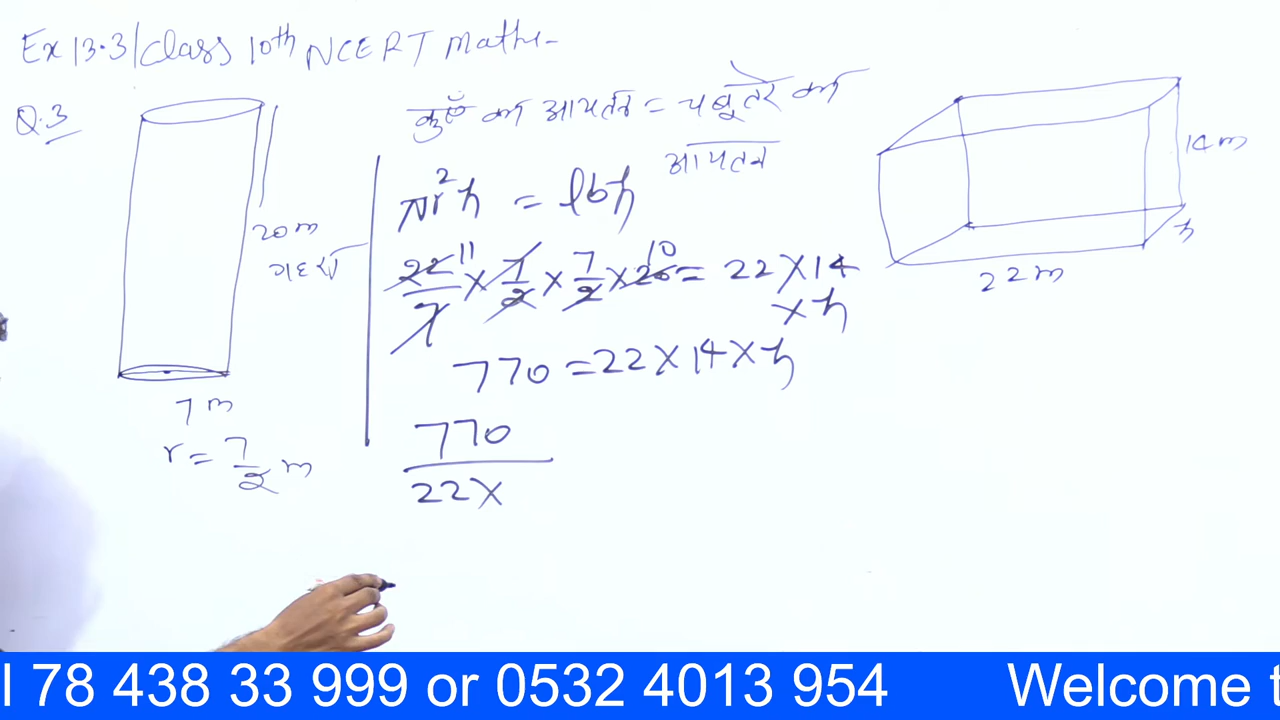 Ex 13.3/Class 10th NCERT Maths
Q.3
कुएँ का आयतन = चबूतरे का
आयतन
πr²h = lbh
22/7 11 × 7/2 × 7/2 × 20 10 = 22 × 14
× h
770 = 22 × 14 × h
770
22 ×
20 m
गहराई
7 m
r = 7/2 m
14 m
h
22 m
l 78 438 33 999 or 0532 4013 954 Welcome t